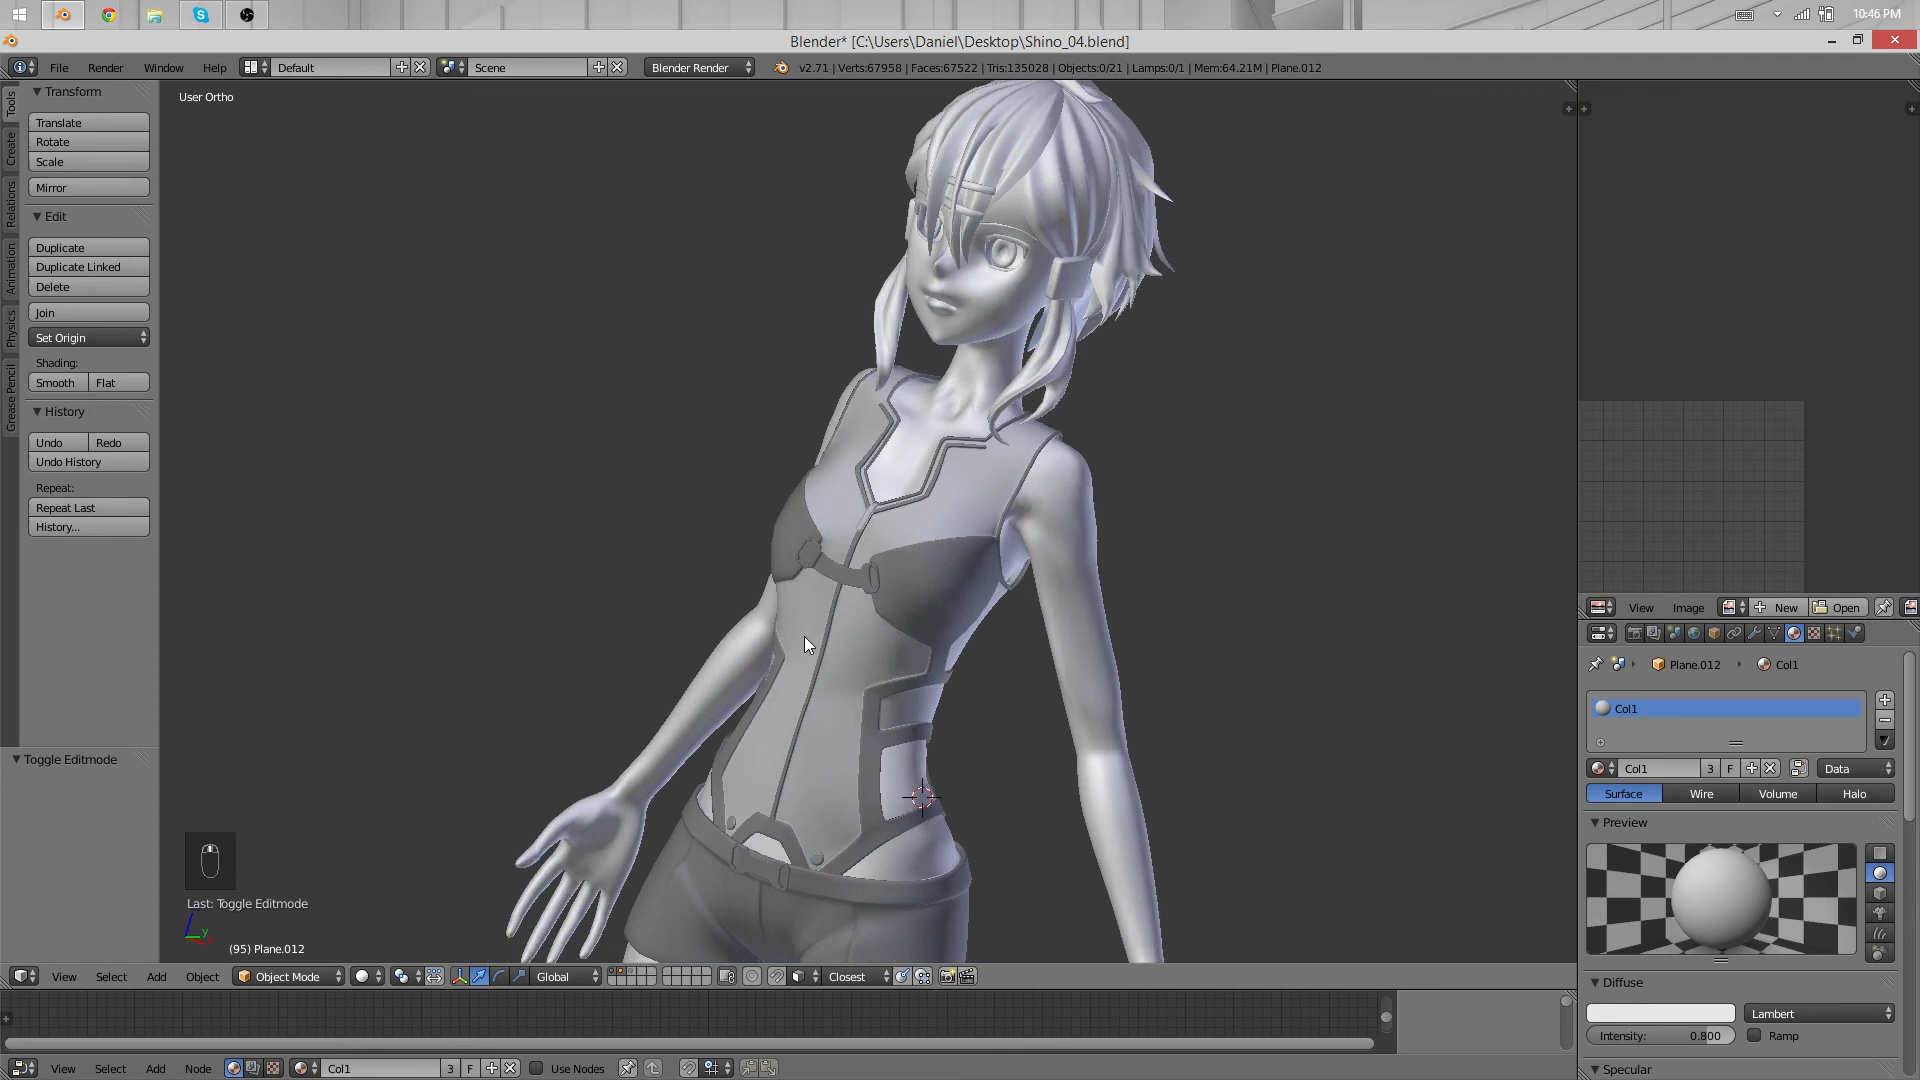 10:46 PM
Blender* [C:\Users\Daniel\Desktop\Shino_04.blend]
File Render Window Help Default Scene Blender Render v2.71 | Verts:67958 | Faces:67522 | Tris:135028 | Objects:0/21 | Lamps:0/1 | Mem:64.21M | Plane.012
Tools
Create
Relations
Animation
Physics
Grease Pencil
Transform
Translate
Rotate
Scale
Mirror
Edit
Duplicate
Duplicate Linked
Delete
Join
Set Origin
Shading:
Smooth Flat
History
Undo Redo
Undo History
Repeat:
Repeat Last
History...
Toggle Editmode
User Ortho
Last: Toggle Editmode
y
(95) Plane.012
View Select Add Object Object Mode Global Closest
View Select Add Node Col1 3 F Use Nodes
View Image New Open
Plane.012 Col1
Col1
Col1 3 F Data
Surface Wire Volume Halo
Preview
Diffuse
Lambert
Intensity: 0.800 Ramp
Specular